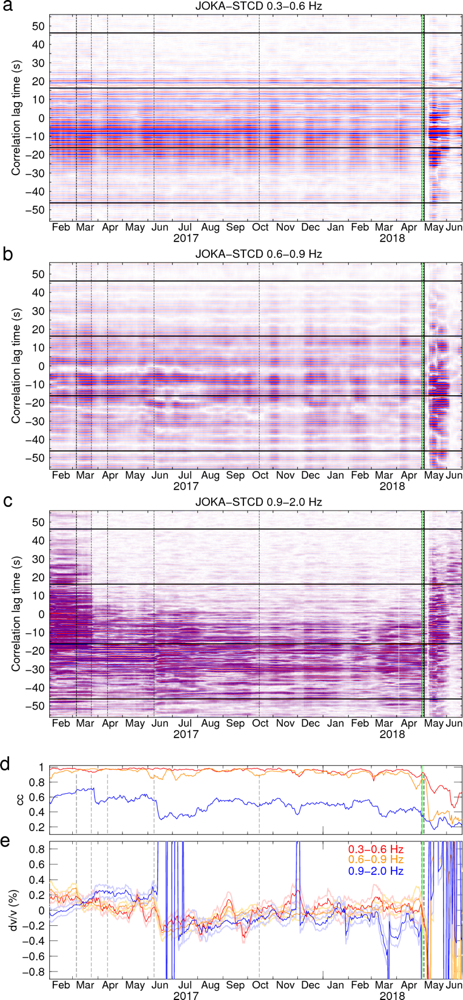 a
JOKA−STCD 0.3−0.6 Hz
Correlation lag time (s)
50
40
30
20
10
0
−10
−20
−30
−40
−50
Feb Mar Apr May Jun Jul Aug Sep Oct Nov Dec Jan Feb Mar Apr May Jun
2017 2018
b
JOKA−STCD 0.6−0.9 Hz
Correlation lag time (s)
50
40
30
20
10
0
−10
−20
−30
−40
−50
Feb Mar Apr May Jun Jul Aug Sep Oct Nov Dec Jan Feb Mar Apr May Jun
2017 2018
c
JOKA−STCD 0.9−2.0 Hz
Correlation lag time (s)
50
40
30
20
10
0
−10
−20
−30
−40
−50
Feb Mar Apr May Jun Jul Aug Sep Oct Nov Dec Jan Feb Mar Apr May Jun
2017 2018
d
cc
1
0.8
0.6
0.4
0.2
e
dv/v (%)
0.8
0.6
0.4
0.2
0
−0.2
−0.4
−0.6
−0.8
0.3−0.6 Hz
0.6−0.9 Hz
0.9−2.0 Hz
Feb Mar Apr May Jun Jul Aug Sep Oct Nov Dec Jan Feb Mar Apr May Jun
2017 2018